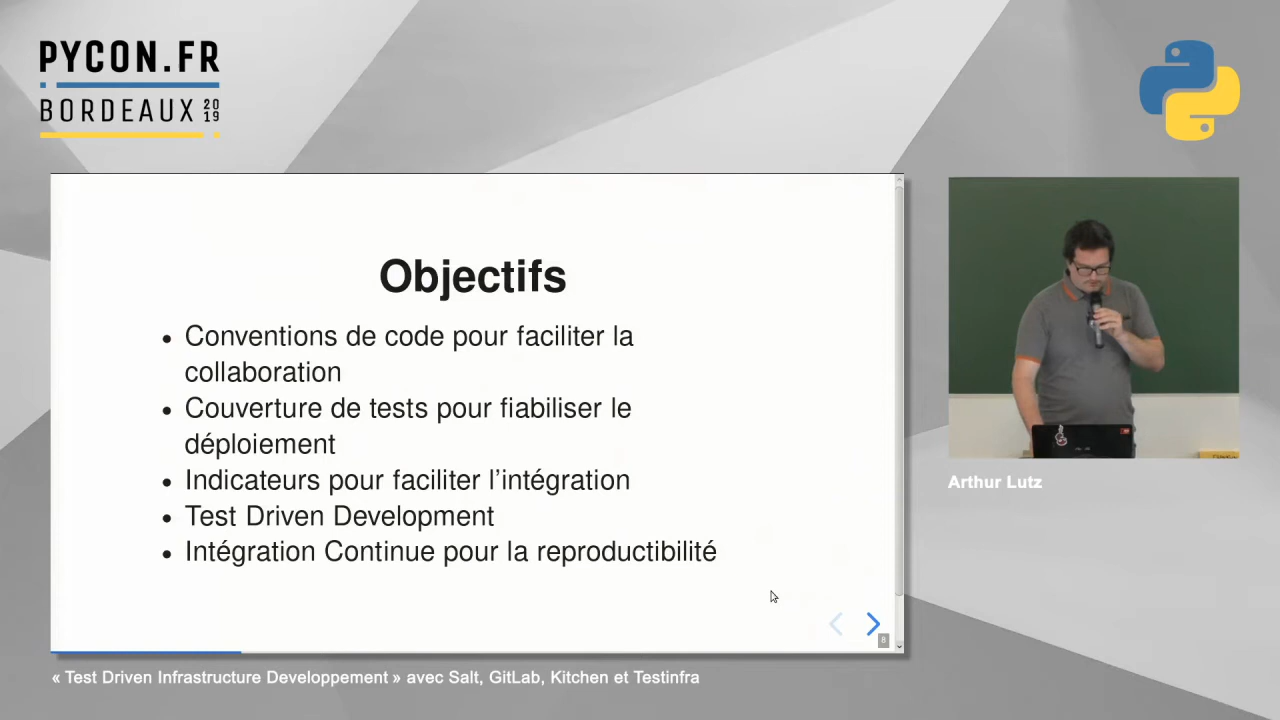 PYCON.FR
BORDEAUX 2019
Objectifs
• Conventions de code pour faciliter la
collaboration
• Couverture de tests pour fiabiliser le
déploiement
• Indicateurs pour faciliter l’intégration
• Test Driven Development
• Intégration Continue pour la reproductibilité
8
Arthur Lutz
« Test Driven Infrastructure Developpement » avec Salt, GitLab, Kitchen et Testinfra